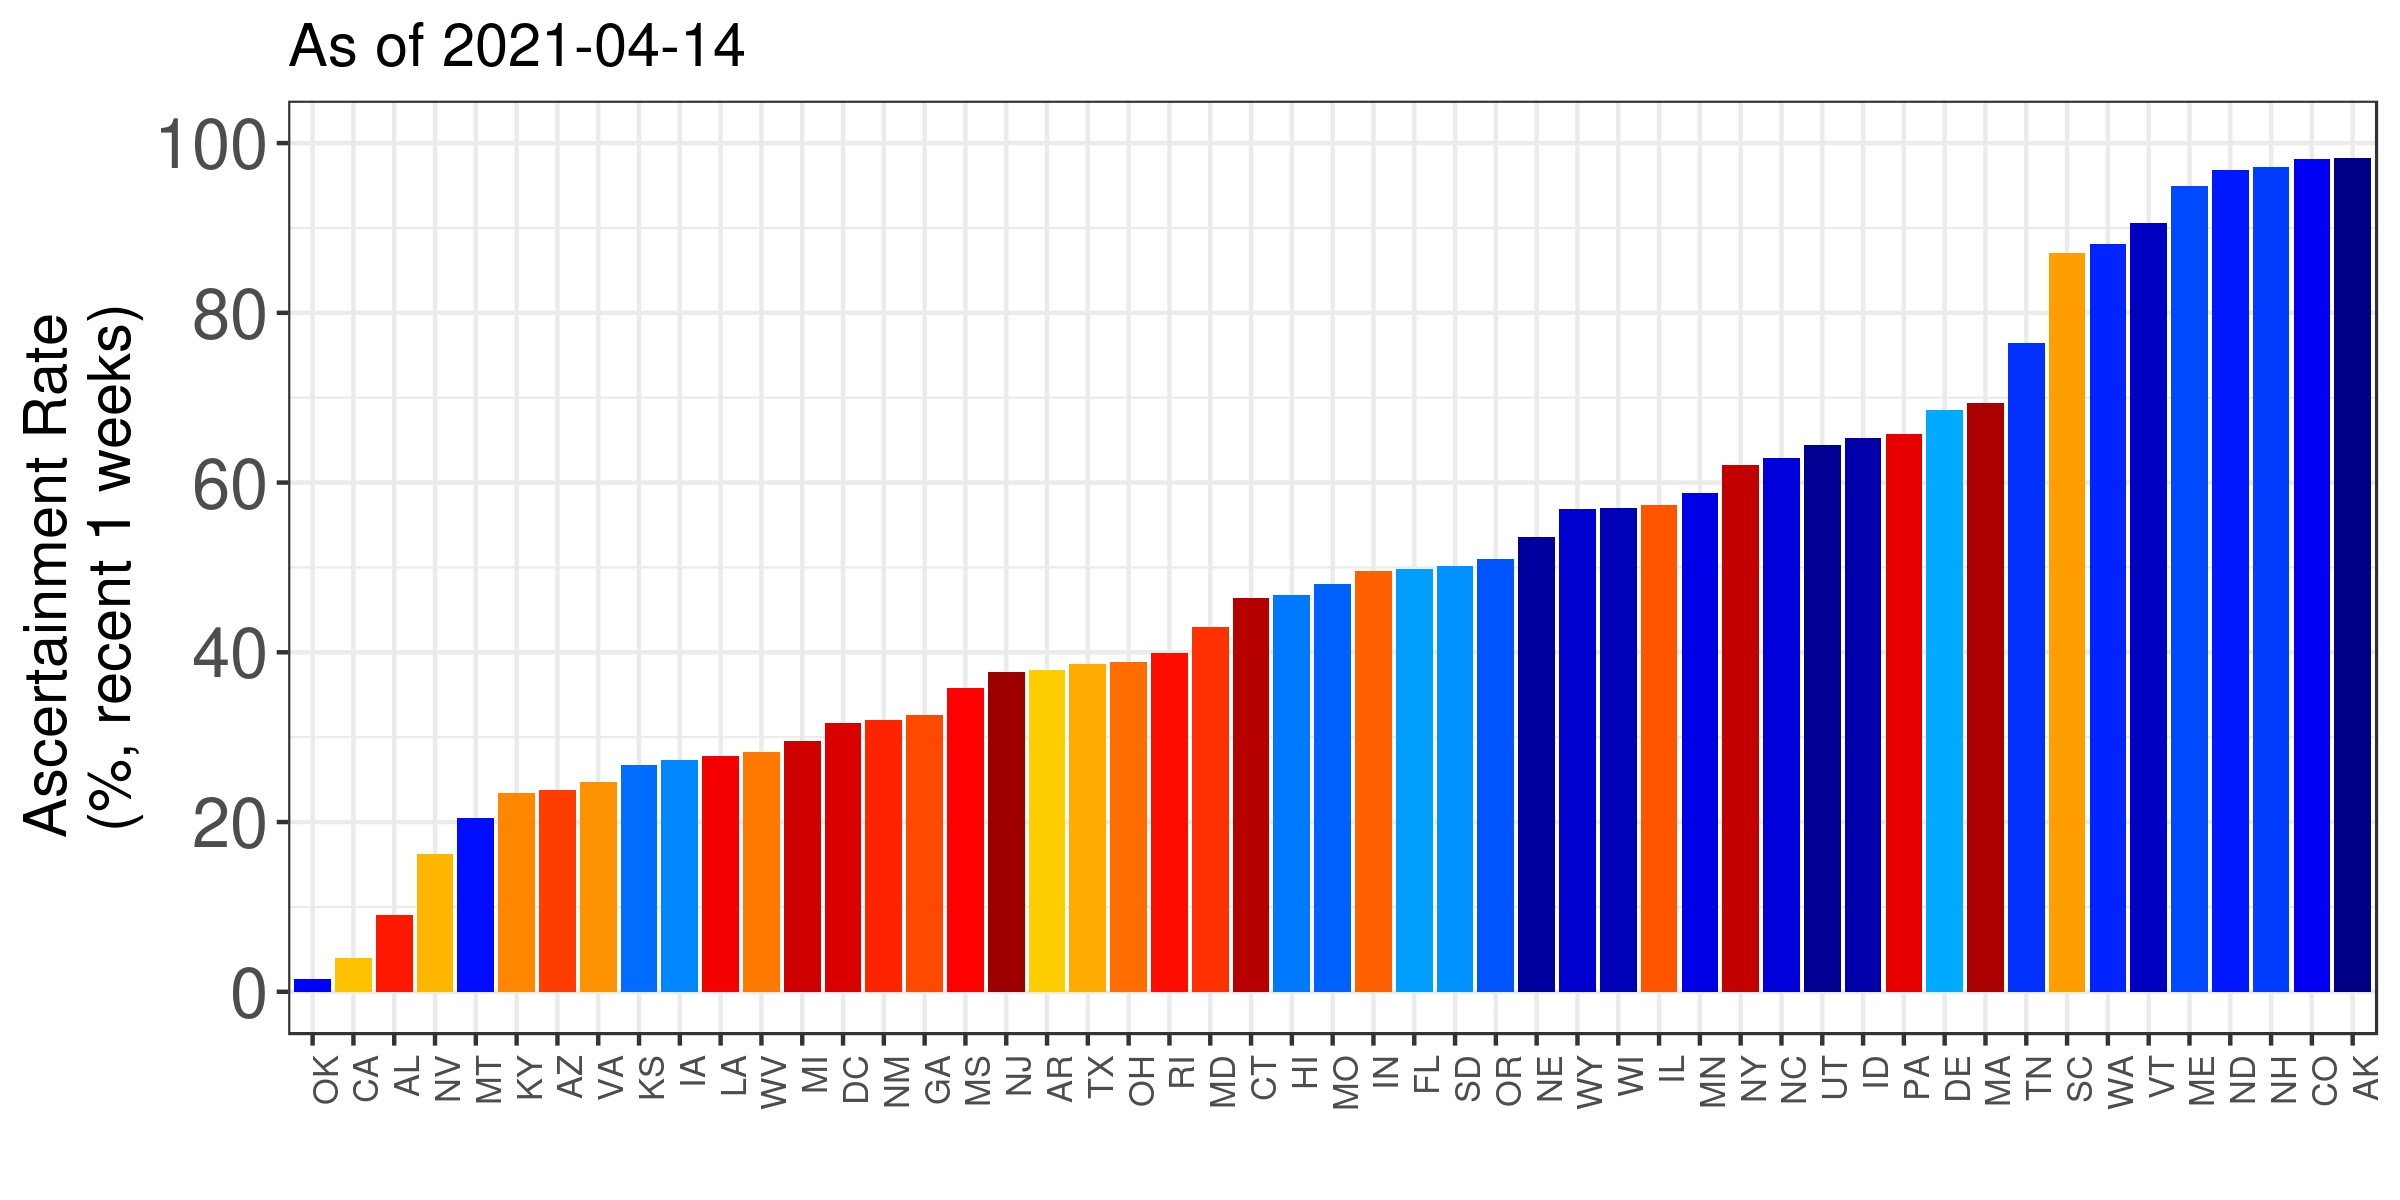 As of 2021-04-14
Ascertainment Rate
(%, recent 1 weeks)
100
80
60
40
20
0
OK CA AL NV MT KY AZ VA KS IA LA WV MI DC NM GA MS NJ AR TX OH RI MD CT HI MO IN FL SD OR NE WY WI IL MN NY NC UT ID PA DE MA TN SC WA VT ME ND NH CO AK